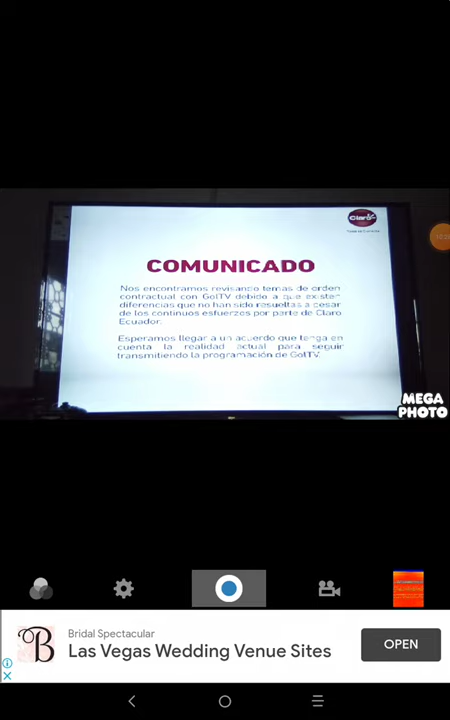 Claro
COMUNICADO
Nos encontramos revisando temas de orden
contractual con GolTV debido a que existen
diferencias que no han sido resueltas a pesar
de los continuos esfuerzos por parte de Claro
Ecuador.
Esperamos llegar a un acuerdo que tenga en
cuenta la realidad actual para seguir
transmitiendo la programación de GolTV.
MEGA
PHOTO
Bridal Spectacular
Las Vegas Wedding Venue Sites
OPEN
B